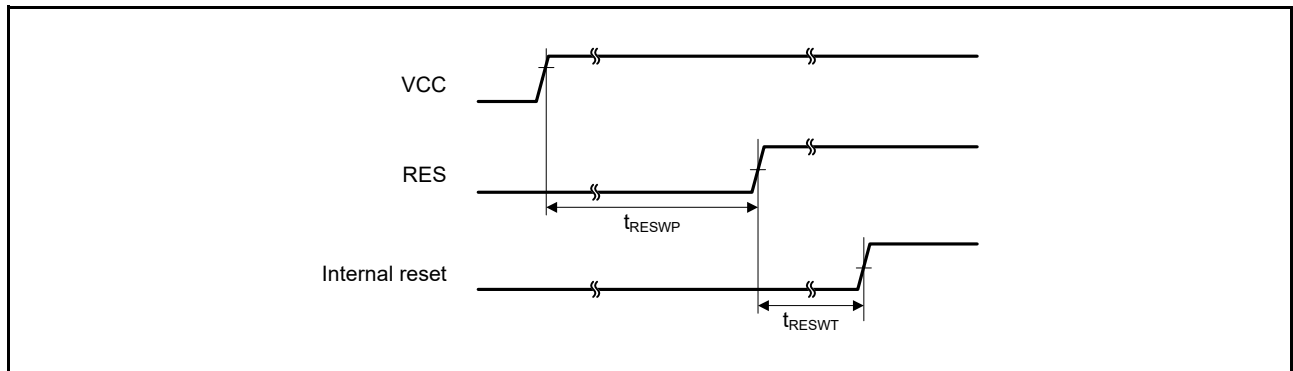 VCC
RES
tRESWP
Internal reset
tRESWT